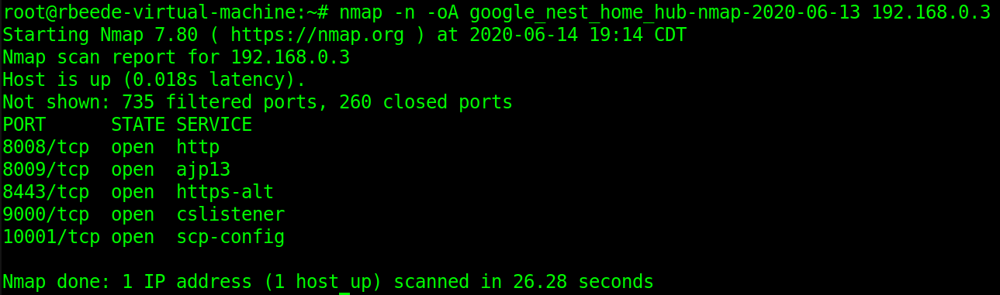 root@rbeede-virtual-machine:~# nmap -n -oA google_nest_home_hub-nmap-2020-06-13 192.168.0.3
Starting Nmap 7.80 ( https://nmap.org ) at 2020-06-14 19:14 CDT
Nmap scan report for 192.168.0.3
Host is up (0.018s latency).
Not shown: 735 filtered ports, 260 closed ports
PORT      STATE SERVICE
8008/tcp  open  http
8009/tcp  open  ajp13
8443/tcp  open  https-alt
9000/tcp  open  cslistener
10001/tcp open  scp-config
Nmap done: 1 IP address (1 host up) scanned in 26.28 seconds